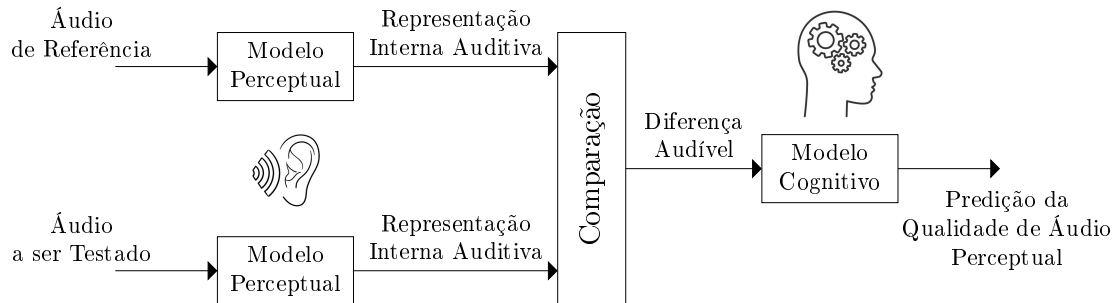 Áudio
de Referência
Modelo
Perceptual
Representação
Interna Auditiva
Comparação
Diferença
Audível
Modelo
Cognitivo
Predição da
Qualidade de Áudio
Perceptual
Áudio
a ser Testado
Modelo
Perceptual
Representação
Interna Auditiva